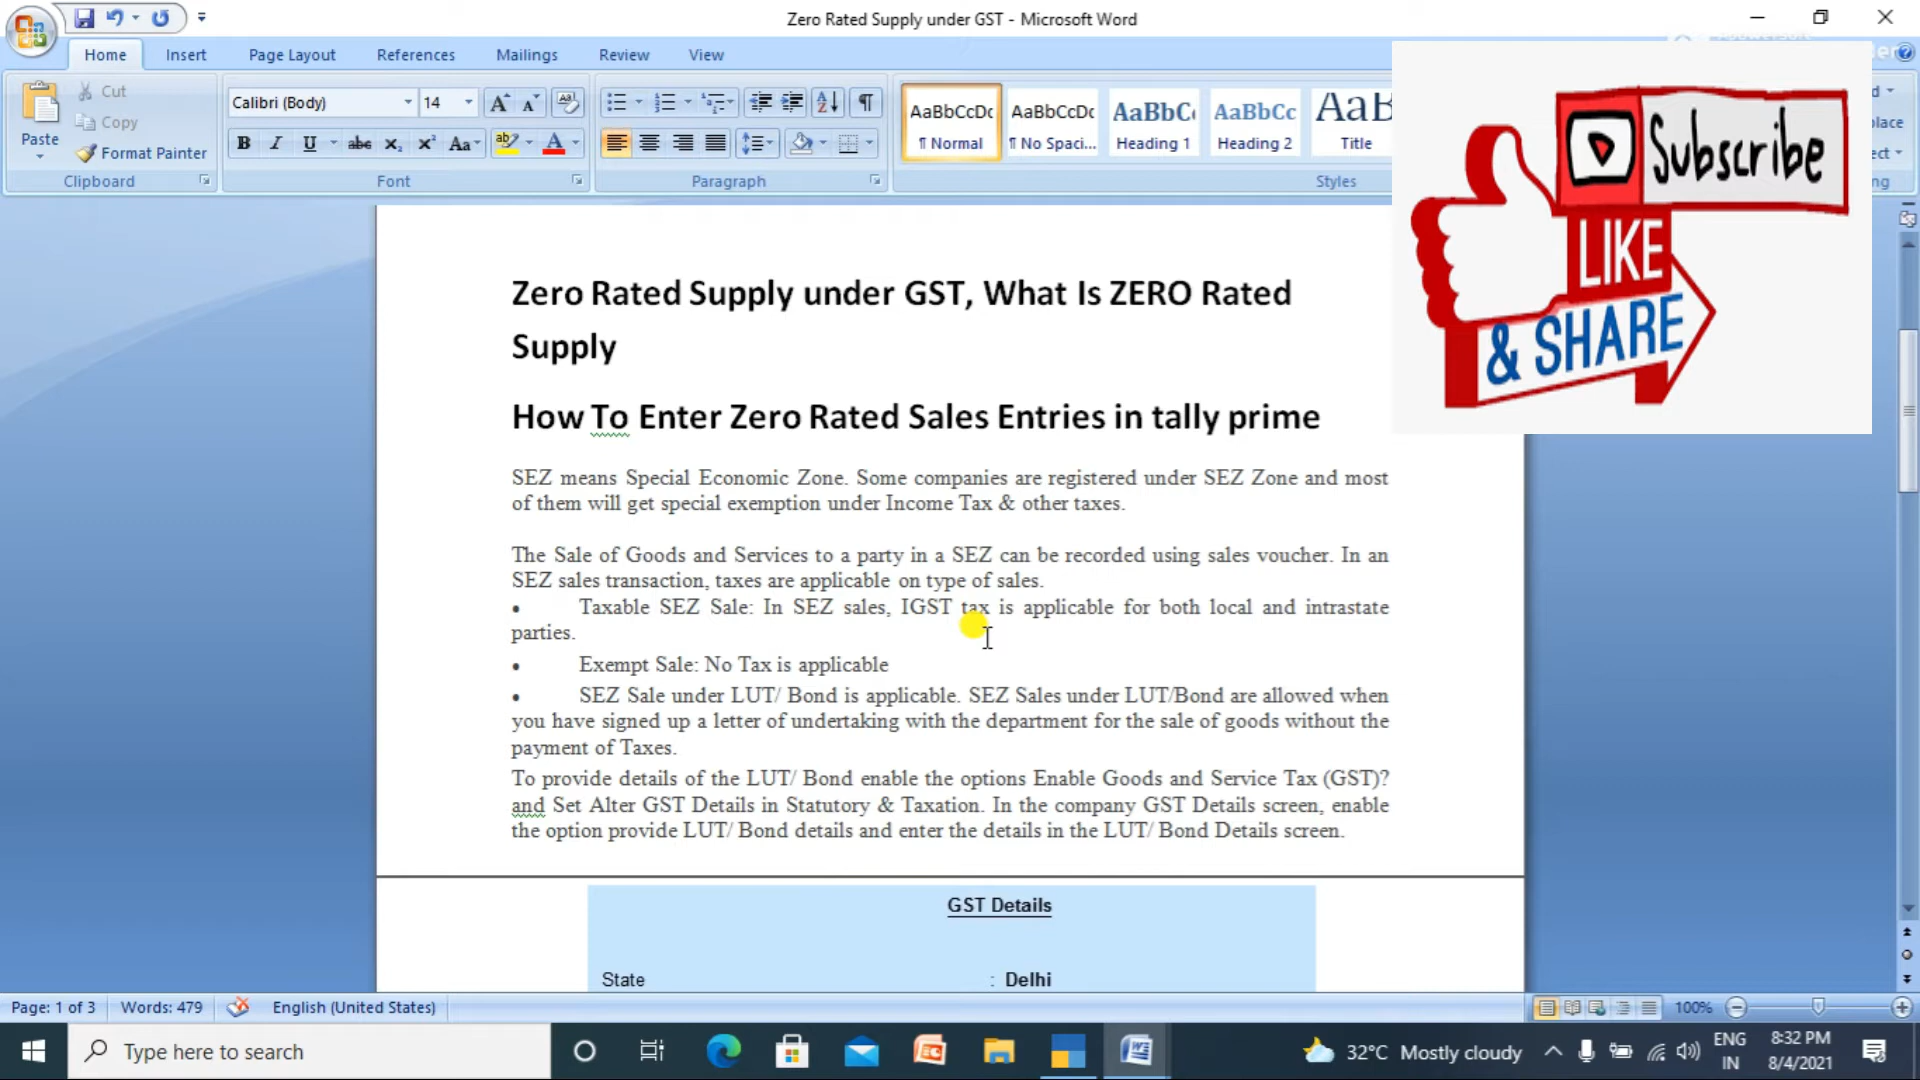 Zero Rated Supply under GST - Microsoft Word
Home Insert Page Layout References Mailings Review View
Paste
Cut
Copy
Format Painter
Clipboard
Calibri (Body) 14
Font
Paragraph
AaBbCcDc AaBbCcDc AaBbC AaBbCc AaB
¶ Normal ¶ No Spaci... Heading 1 Heading 2 Title
Styles
Subscribe
LIKE
& SHARE
Zero Rated Supply under GST, What Is ZERO Rated
Supply
How To Enter Zero Rated Sales Entries in tally prime
SEZ means Special Economic Zone. Some companies are registered under SEZ Zone and most
of them will get special exemption under Income Tax & other taxes.
The Sale of Goods and Services to a party in a SEZ can be recorded using sales voucher. In an
SEZ sales transaction, taxes are applicable on type of sales.
• Taxable SEZ Sale: In SEZ sales, IGST tax is applicable for both local and intrastate
parties.
• Exempt Sale: No Tax is applicable
• SEZ Sale under LUT/ Bond is applicable. SEZ Sales under LUT/Bond are allowed when
you have signed up a letter of undertaking with the department for the sale of goods without the
payment of Taxes.
To provide details of the LUT/ Bond enable the options Enable Goods and Service Tax (GST)?
and Set Alter GST Details in Statutory & Taxation. In the company GST Details screen, enable
the option provide LUT/ Bond details and enter the details in the LUT/ Bond Details screen.
GST Details
State : Delhi
Page: 1 of 3 Words: 479 English (United States) 100%
Type here to search
32°C Mostly cloudy
ENG
IN
8:32 PM
8/4/2021